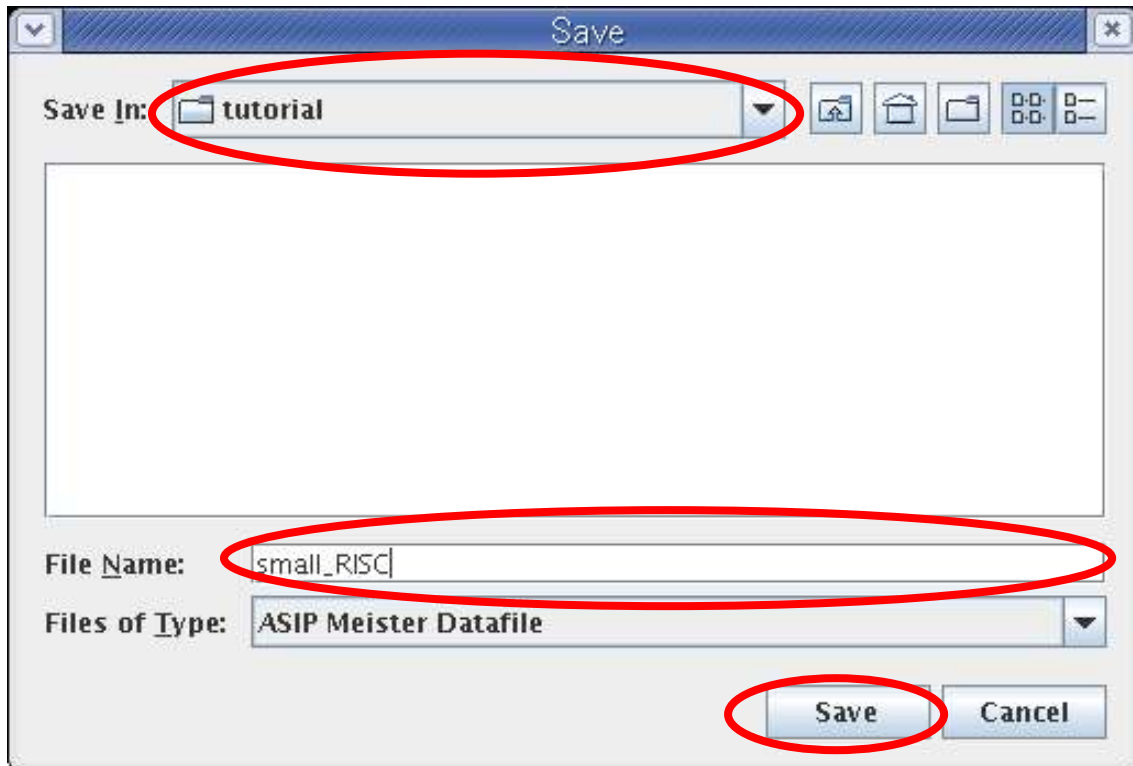 Save
Save In: tutorial
File Name: small_RISC
Files of Type: ASIP Meister Datafile
Save Cancel